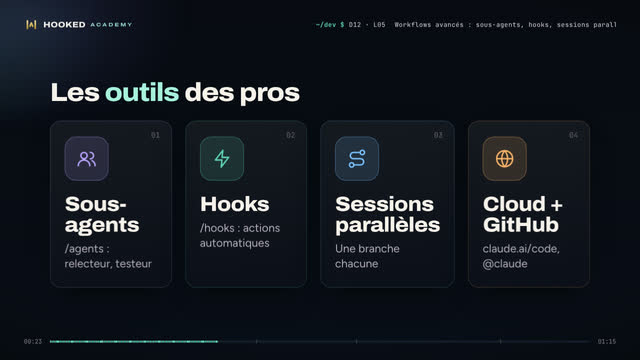 HOOKED ACADEMY
~/dev $ D12 · L05 Workflows avancés : sous-agents, hooks, sessions parall
Les outils des pros
01
Sous-
agents
/agents :
relecteur, testeur
02
Hooks
/hooks : actions
automatiques
03
Sessions
parallèles
Une branche
chacune
04
Cloud +
GitHub
claude.ai/code,
@claude
00:23
01:15